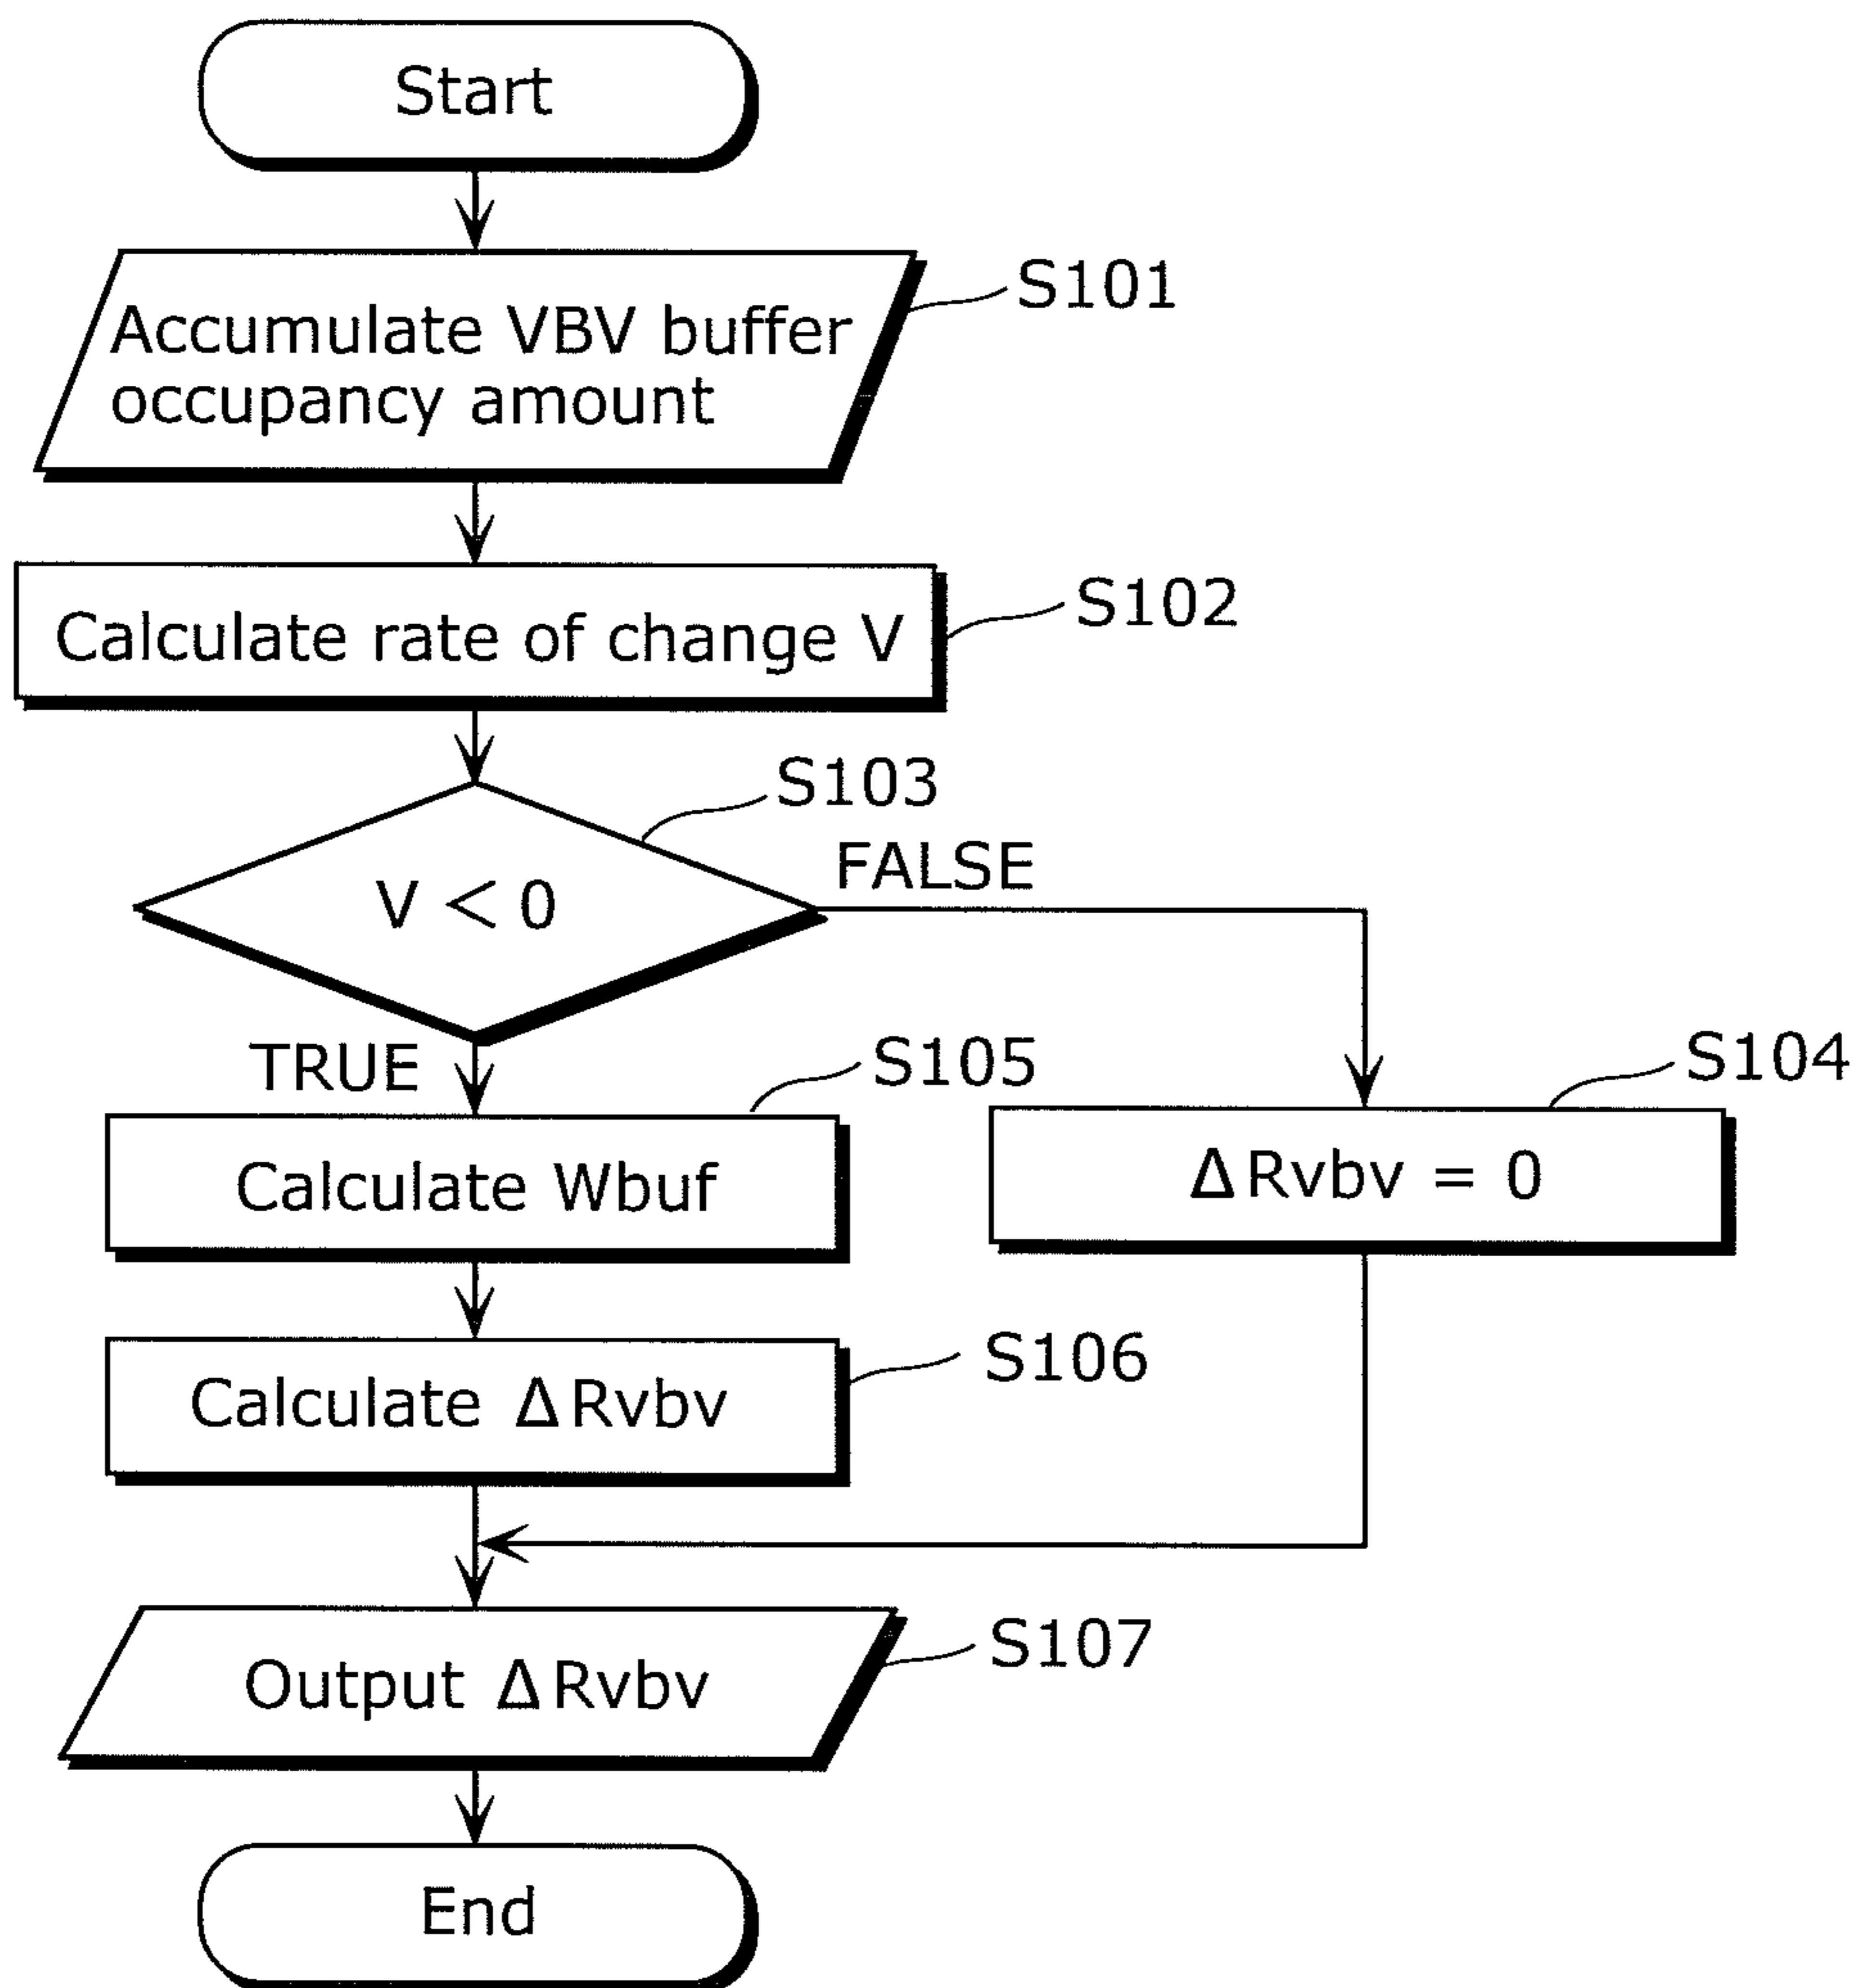 Start
Accumulate VBV buffer
occupancy amount
S101
Calculate rate of change V
S102
S103
V < 0
FALSE
TRUE
S105
S104
Calculate Wbuf
ΔRvbv = 0
S106
Calculate ΔRvbv
S107
Output ΔRvbv
End